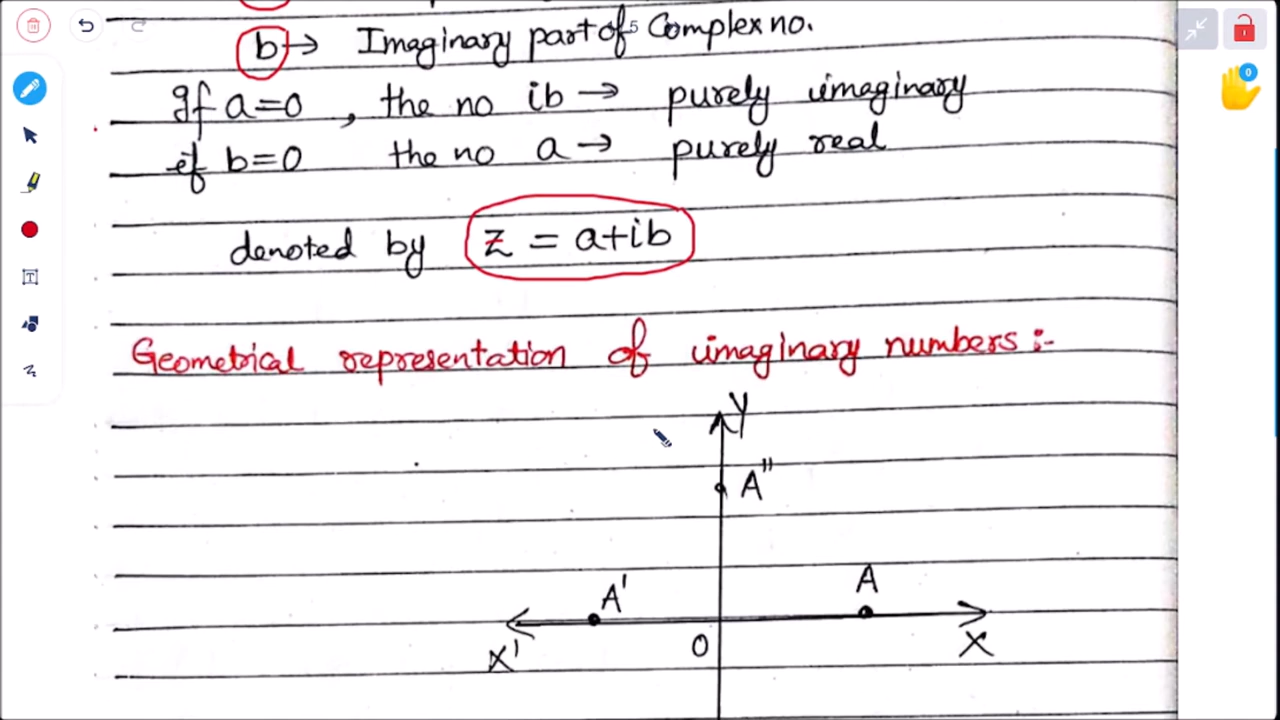 b → Imaginary part of Complex no.
If a=0, the no ib → purely imaginary
if b=0 the no a → purely real
denoted by z = a+ib
Geometrical representation of imaginary numbers:-
Y
A"
A' A
X' O X
0